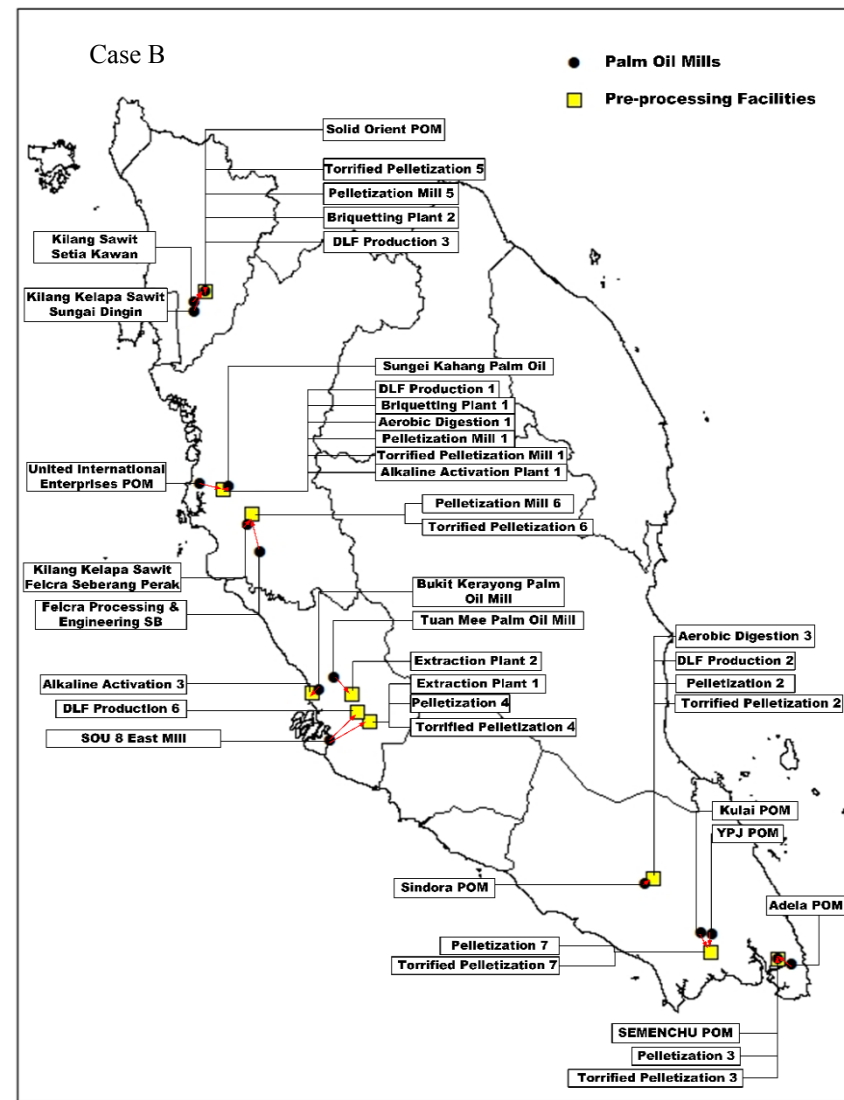 Case B
Palm Oil Mills
Pre-processing Facilities
Solid Orient POM
Torrified Pelletization 5
Pelletization Mill 5
Briquetting Plant 2
DLF Production 3
Kilang Sawit
Setia Kawan
Kilang Kelapa Sawit
Sungai Dingin
Sungei Kahang Palm Oil
DLF Production 1
Briquetting Plant 1
Aerobic Digestion 1
Pelletization Mill 1
Torrified Pelletization Mill 1
Alkaline Activation Plant 1
United International
Enterprises POM
Pelletization Mill 6
Torrified Pelletization 6
Kilang Kelapa Sawit
Felcra Seberang Perak
Felcra Processing &
Engineering SB
Bukit Kerayong Palm
Oil Mill
Tuan Mee Palm Oil Mill
Extraction Plant 2
Extraction Plant 1
Pelletization 4
Torrified Pelletization 4
Alkaline Activation 3
DLF Production 6
SOU 8 East Mill
Aerobic Digestion 3
DLF Production 2
Pelletization 2
Torrified Pelletization 2
Kulai POM
YPJ POM
Sindora POM
Adela POM
Pelletization 7
Torrified Pelletization 7
SEMENCHU POM
Pelletization 3
Torrified Pelletization 3